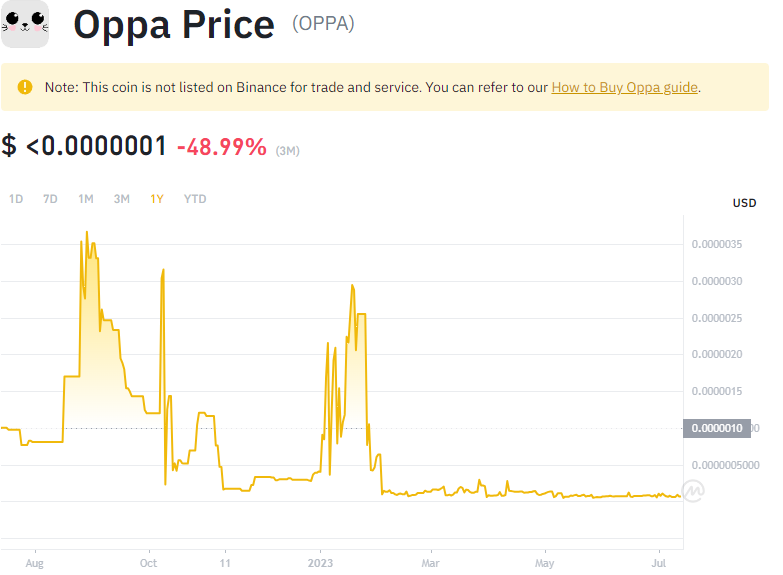 Oppa Price (OPPA)
Note: This coin is not listed on Binance for trade and service. You can refer to our How to Buy Oppa guide.
$ <0.0000001 -48.99% (3M)
1D 7D 1M 3M 1Y YTD
USD
0.0000035
0.0000030
0.0000025
0.0000020
0.0000015
0.0000010
0.0000005000
Aug Oct 11 2023 Mar May Jul